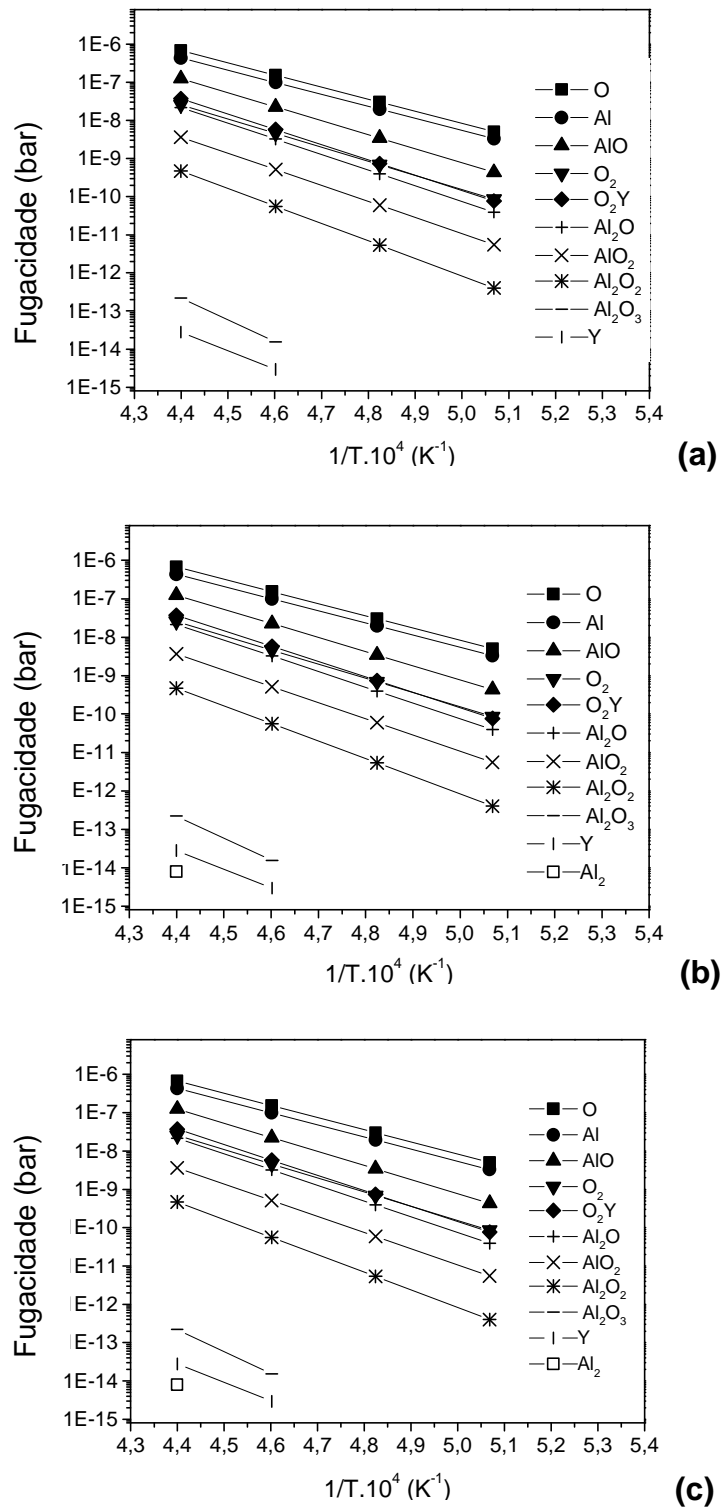 1E-6
1E-7
1E-8
1E-9
1E-10
1E-11
1E-12
1E-13
1E-14
1E-15
Fugacidade (bar)
4,3 4,4 4,5 4,6 4,7 4,8 4,9 5,0 5,1 5,2 5,3 5,4
1/T.10⁴ (K⁻¹)
O
Al
AlO
O₂
O₂Y
Al₂O
AlO₂
Al₂O₂
Al₂O₃
Y
(a)
1E-6
1E-7
1E-8
1E-9
E-10
E-11
E-12
E-13
1E-14
1E-15
Fugacidade (bar)
4,3 4,4 4,5 4,6 4,7 4,8 4,9 5,0 5,1 5,2 5,3 5,4
1/T.10⁴ (K⁻¹)
O
Al
AlO
O₂
O₂Y
Al₂O
AlO₂
Al₂O₂
Al₂O₃
Y
Al₂
(b)
1E-6
1E-7
1E-8
1E-9
E-10
E-11
E-12
1E-13
1E-14
1E-15
Fugacidade (bar)
4,3 4,4 4,5 4,6 4,7 4,8 4,9 5,0 5,1 5,2 5,3 5,4
1/T.10⁴ (K⁻¹)
O
Al
AlO
O₂
O₂Y
Al₂O
AlO₂
Al₂O₂
Al₂O₃
Y
Al₂
(c)